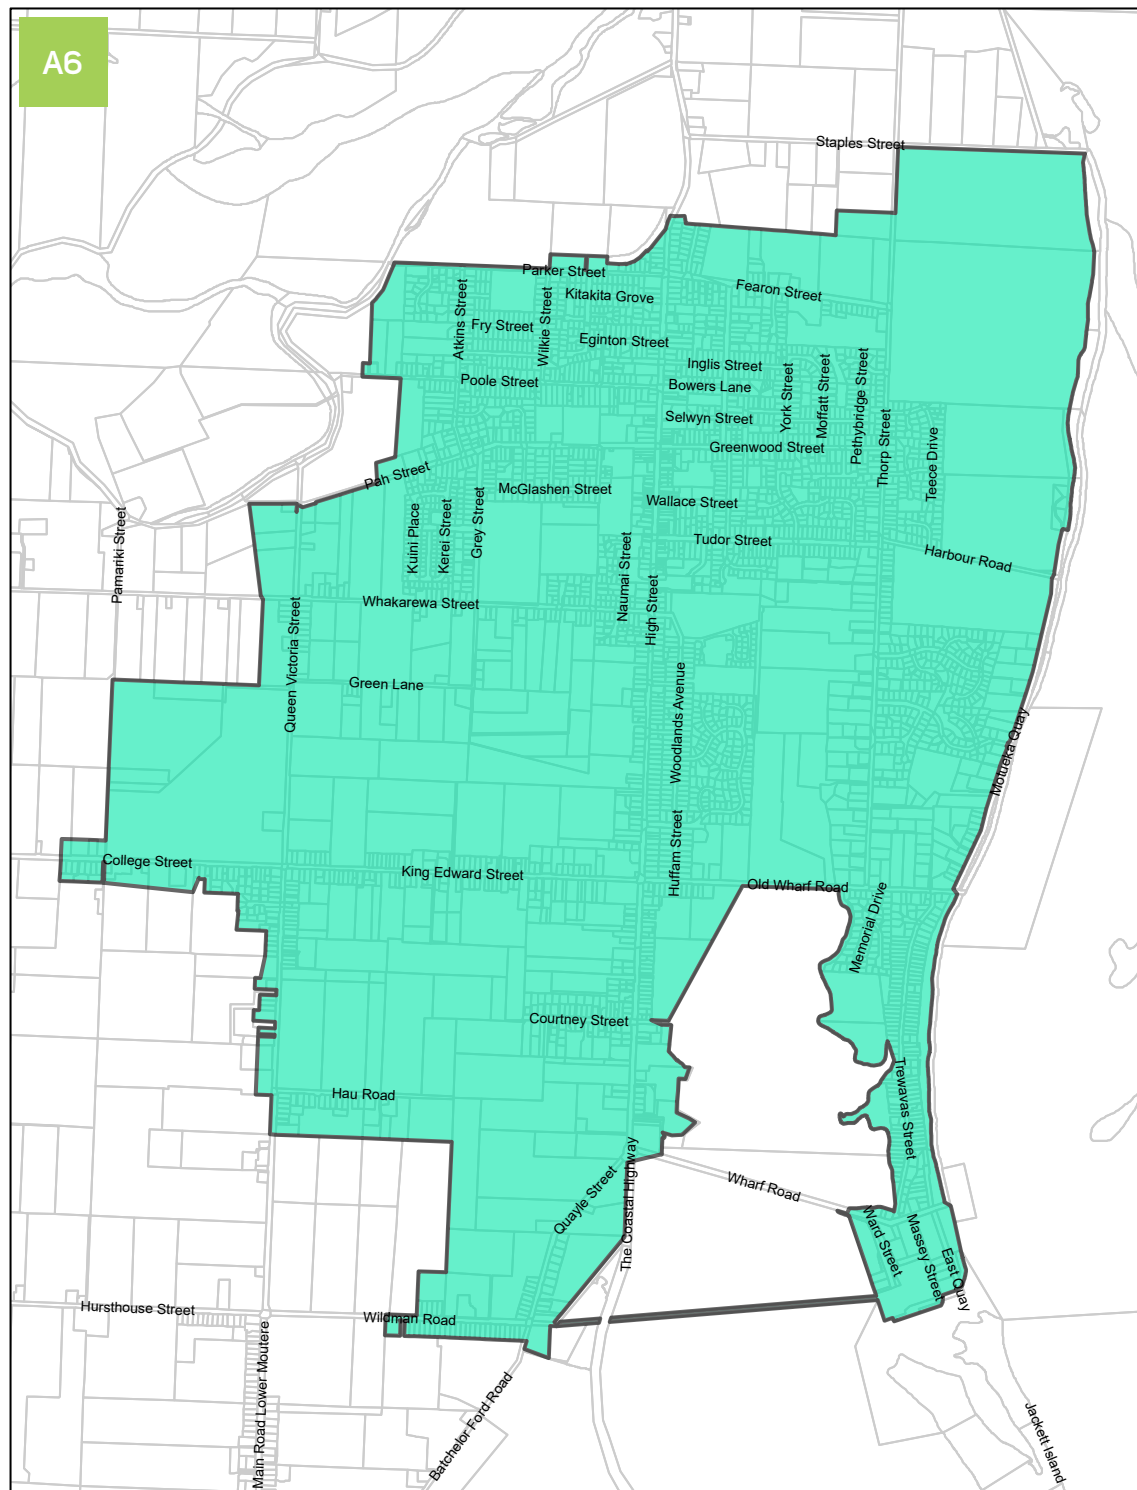 A6
Staples Street
Parker Street
Kitakita Grove
Fearon Street
Atkins Street
Fry Street
Wilkie Street
Eginton Street
Inglis Street
Poole Street
Bowers Lane
York Street
Moffatt Street
Pethybridge Street
Selwyn Street
Greenwood Street
Thorp Street
Teece Drive
Pah Street
McGlashen Street
Wallace Street
Pamariki Street
Kuini Place
Kerei Street
Grey Street
Naumai Street
Tudor Street
Harbour Road
High Street
Whakarewa Street
Queen Victoria Street
Green Lane
Woodlands Avenue
Motueka Quay
College Street
King Edward Street
Huffam Street
Old Wharf Road
Memorial Drive
Courtney Street
Hau Road
Trewavas Street
Quayle Street
The Coastal Highway
Wharf Road
Ward Street
Massey Street
East Quay
Hursthouse Street
Wildman Road
Main Road Lower Moutere
Batchelor Ford Road
Jackett Island